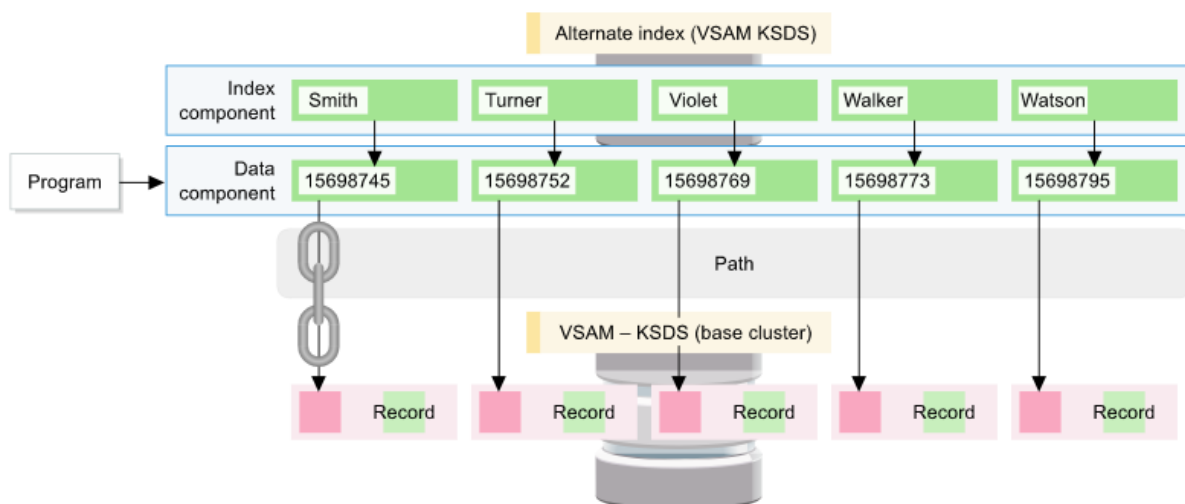 Alternate index (VSAM KSDS)
Index
component
Smith
Turner
Violet
Walker
Watson
Program
Data
component
15698745
15698752
15698769
15698773
15698795
Path
VSAM – KSDS (base cluster)
Record
Record
Record
Record
Record